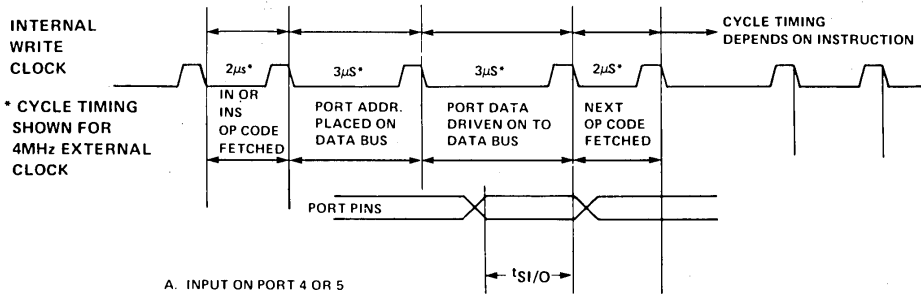 INTERNAL
WRITE
CLOCK
CYCLE TIMING
DEPENDS ON INSTRUCTION
2µs*
3µS*
3µS*
2µS*
* CYCLE TIMING
SHOWN FOR
4MHz EXTERNAL
CLOCK
IN OR
INS
OP CODE
FETCHED
PORT ADDR.
PLACED ON
DATA BUS
PORT DATA
DRIVEN ON TO
DATA BUS
NEXT
OP CODE
FETCHED
PORT PINS
tSI/O
A. INPUT ON PORT 4 OR 5